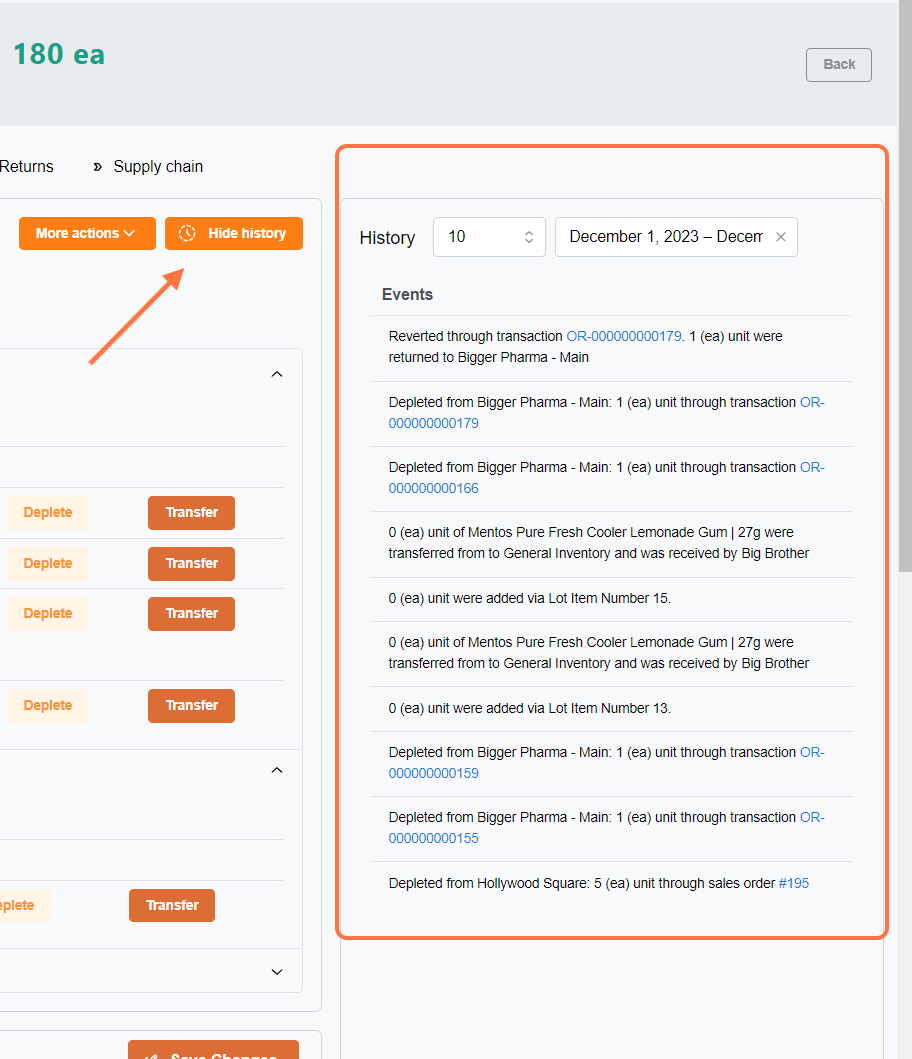 180 ea
Back
Returns
Supply chain
More actions
Hide history
Deplete
Transfer
Deplete
Transfer
Deplete
Transfer
Deplete
Transfer
eplete
Transfer
Save Changes
History
10
December 1, 2023 – Decem
Events
Reverted through transaction OR-000000000179. 1 (ea) unit were
returned to Bigger Pharma - Main
Depleted from Bigger Pharma - Main: 1 (ea) unit through transaction OR-
000000000179
Depleted from Bigger Pharma - Main: 1 (ea) unit through transaction OR-
000000000166
0 (ea) unit of Mentos Pure Fresh Cooler Lemonade Gum | 27g were
transferred from to General Inventory and was received by Big Brother
0 (ea) unit were added via Lot Item Number 15.
0 (ea) unit of Mentos Pure Fresh Cooler Lemonade Gum | 27g were
transferred from to General Inventory and was received by Big Brother
0 (ea) unit were added via Lot Item Number 13.
Depleted from Bigger Pharma - Main: 1 (ea) unit through transaction OR-
000000000159
Depleted from Bigger Pharma - Main: 1 (ea) unit through transaction OR-
000000000155
Depleted from Hollywood Square: 5 (ea) unit through sales order #195